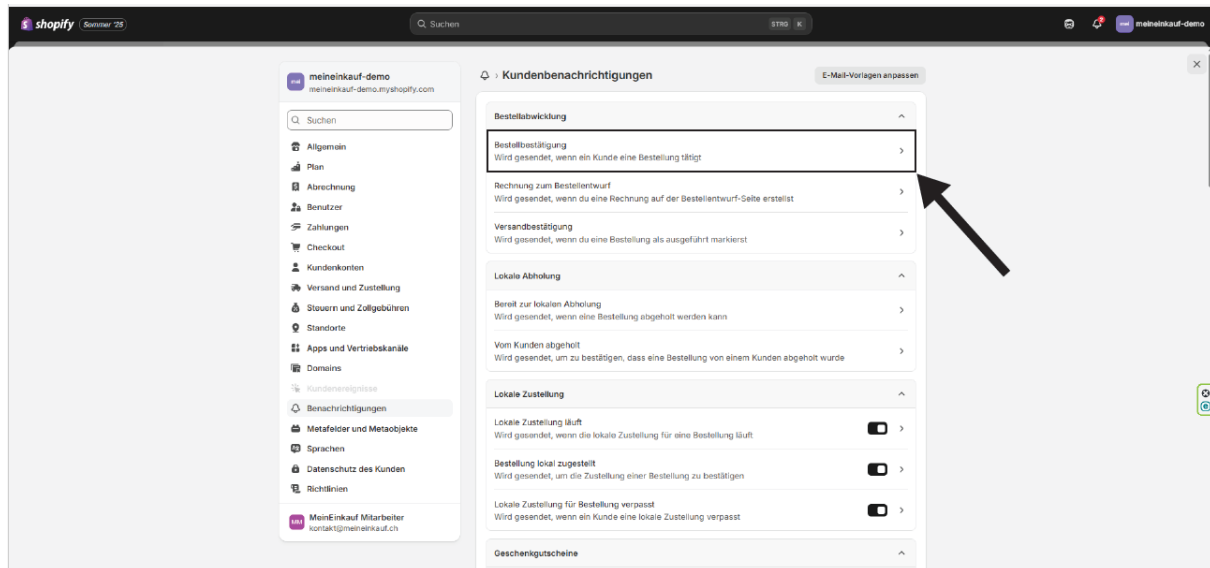 shopify Sommer '25
Suchen
STRG K
2
mei meineinkauf-demo
mei meineinkauf-demo
meineinkauf-demo.myshopify.com
Suchen
Allgemein
Plan
Abrechnung
Benutzer
Zahlungen
Checkout
Kundenkonten
Versand und Zustellung
Steuern und Zollgebühren
Standorte
Apps und Vertriebskanäle
Domains
Kundenereignisse
Benachrichtigungen
Metafelder und Metaobjekte
Sprachen
Datenschutz des Kunden
Richtlinien
MM MeinEinkauf Mitarbeiter
kontakt@meineinkauf.ch
Kundenbenachrichtigungen
E-Mail-Vorlagen anpassen
Bestellabwicklung
Bestellbestätigung
Wird gesendet, wenn ein Kunde eine Bestellung tätigt
Rechnung zum Bestellentwurf
Wird gesendet, wenn du eine Rechnung auf der Bestellentwurf-Seite erstellst
Versandbestätigung
Wird gesendet, wenn du eine Bestellung als ausgeführt markierst
Lokale Abholung
Bereit zur lokalen Abholung
Wird gesendet, wenn eine Bestellung abgeholt werden kann
Vom Kunden abgeholt
Wird gesendet, um zu bestätigen, dass eine Bestellung von einem Kunden abgeholt wurde
Lokale Zustellung
Lokale Zustellung läuft
Wird gesendet, wenn die lokale Zustellung für eine Bestellung läuft
Bestellung lokal zugestellt
Wird gesendet, um die Zustellung einer Bestellung zu bestätigen
Lokale Zustellung für Bestellung verpasst
Wird gesendet, wenn ein Kunde eine lokale Zustellung verpasst
Geschenkgutscheine